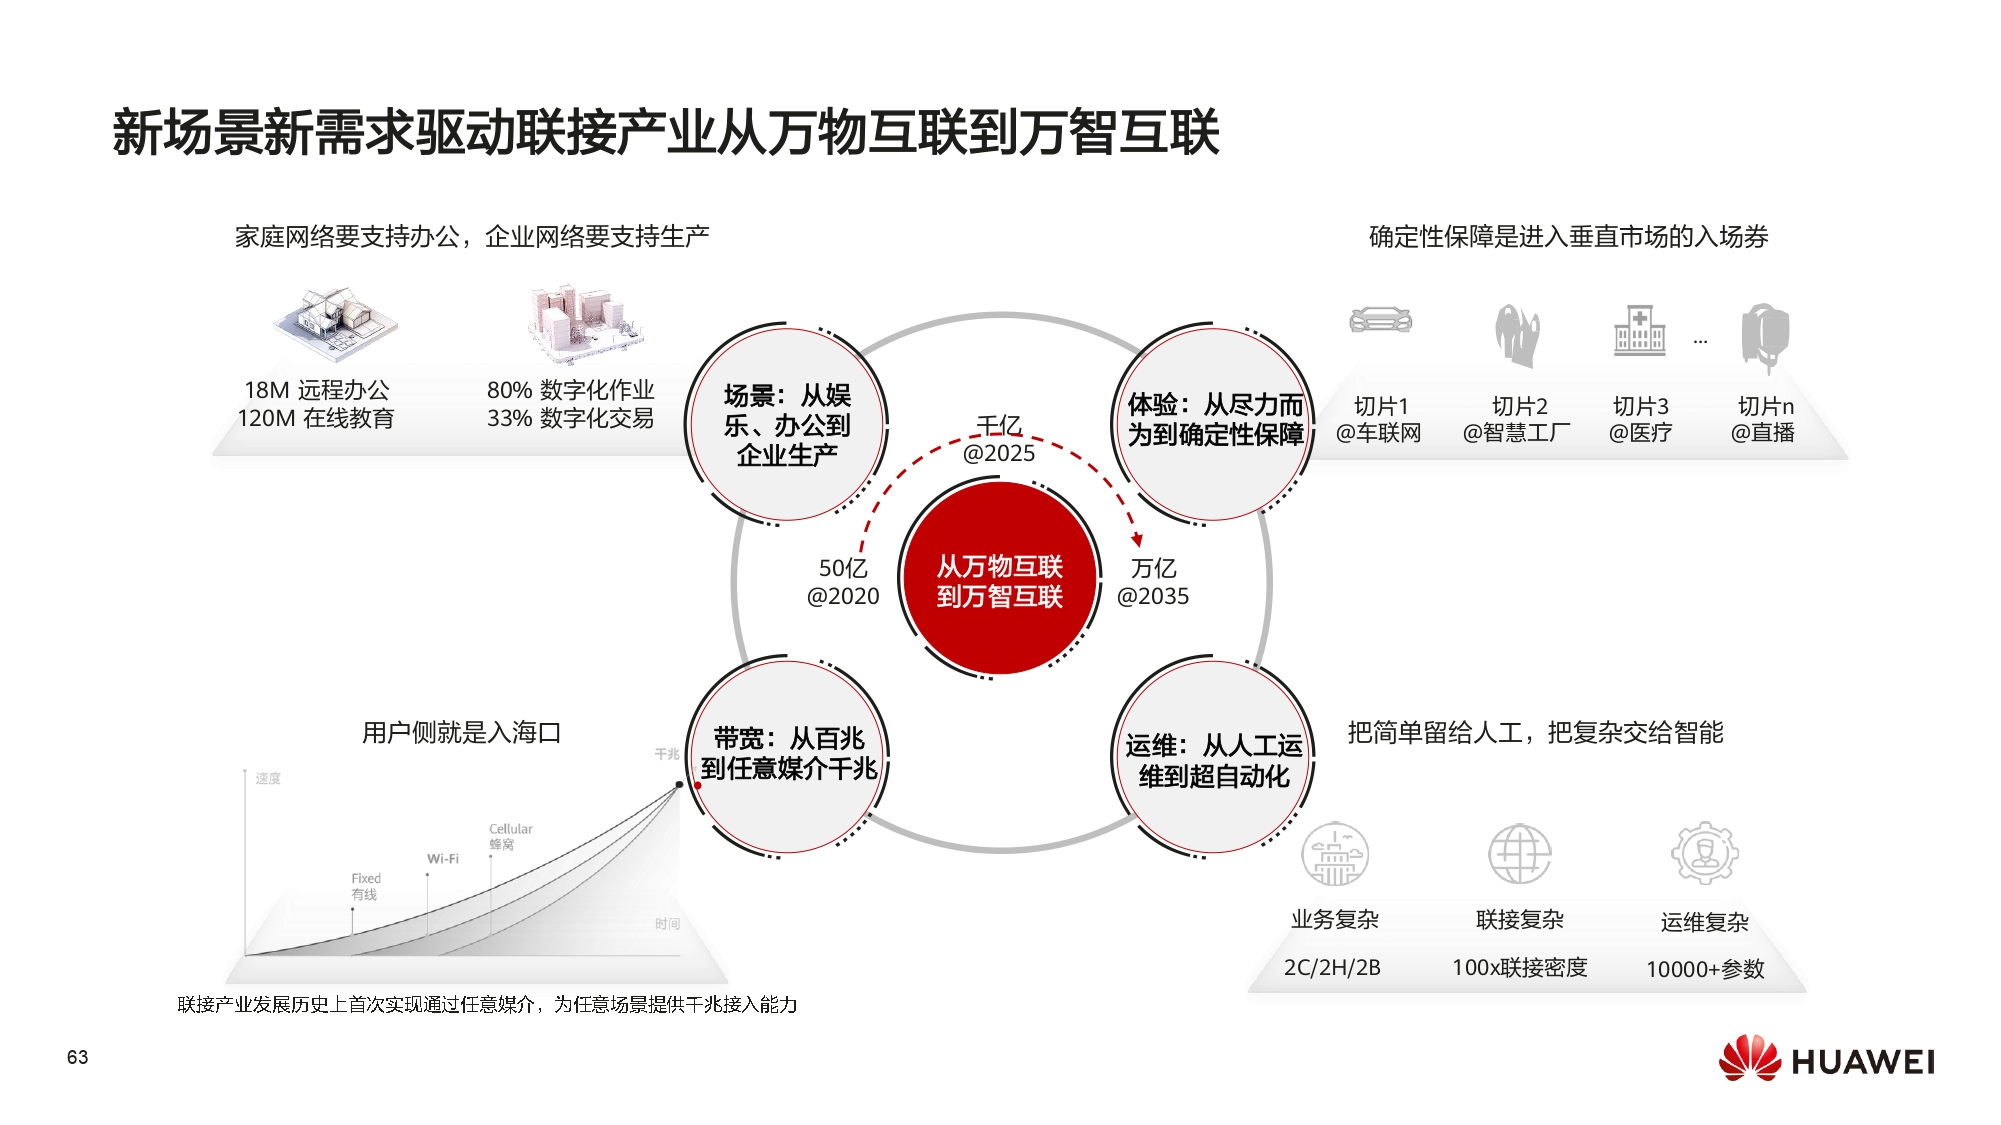 新场景新需求驱动联接产业从万物互联到万智互联
家庭网络要支持办公，企业网络要支持生产
18M 远程办公
120M 在线教育
80% 数字化作业
33% 数字化交易
场景：从娱
乐、办公到
企业生产
确定性保障是进入垂直市场的入场券
...
切片1
@车联网
切片2
@智慧工厂
切片3
@医疗
切片n
@直播
体验：从尽力而
为到确定性保障
千亿
@2025
50亿
@2020
从万物互联
到万智互联
万亿
@2035
用户侧就是入海口
千兆
速度
Cellular
蜂窝
Wi-Fi
Fixed
有线
时间
带宽：从百兆
到任意媒介千兆
联接产业发展历史上首次实现通过任意媒介，为任意场景提供千兆接入能力
运维：从人工运
维到超自动化
把简单留给人工，把复杂交给智能
业务复杂
2C/2H/2B
联接复杂
100x联接密度
运维复杂
10000+参数
63
HUAWEI